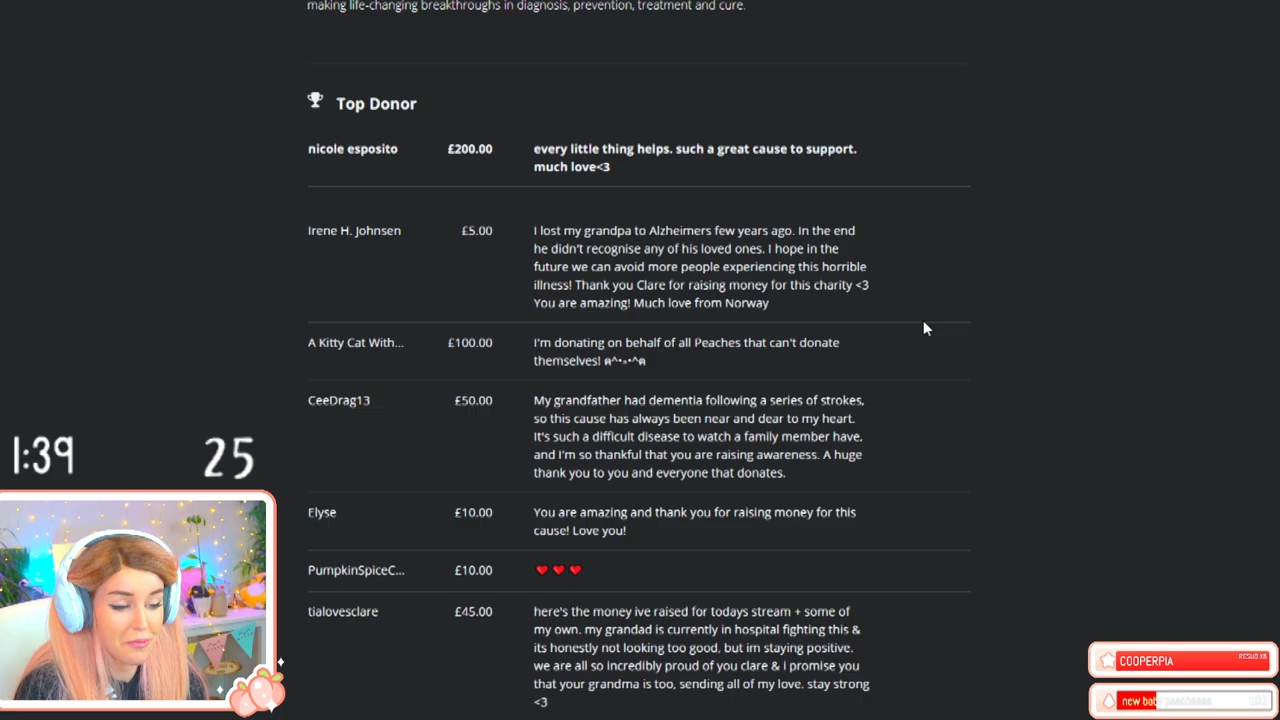 making life-changing breakthroughs in diagnosis, prevention, treatment and cure.
Top Donor
nicole esposito £200.00 every little thing helps. such a great cause to support.
much love<3
Irene H. Johnsen £5.00 I lost my grandpa to Alzheimers few years ago. In the end
he didn't recognise any of his loved ones. I hope in the
future we can avoid more people experiencing this horrible
illness! Thank you Clare for raising money for this charity <3
You are amazing! Much love from Norway
A Kitty Cat With... £100.00 I'm donating on behalf of all Peaches that can't donate
themselves!
CeeDrag13 £50.00 My grandfather had dementia following a series of strokes,
so this cause has always been near and dear to my heart.
It's such a difficult disease to watch a family member have,
and I'm so thankful that you are raising awareness. A huge
thank you to you and everyone that donates.
Elyse £10.00 You are amazing and thank you for raising money for this
cause! Love you!
PumpkinSpiceC... £10.00 ♥ ♥ ♥
tialovesclare £45.00 here's the money ive raised for todays stream + some of
my own. my grandad is currently in hospital fighting this &
its honestly not looking too good, but im staying positive.
we are all so incredibly proud of you clare & i promise you
that your grandma is too, sending all of my love. stay strong
<3
1:39 25
COOPERPIA
new baby peacheess